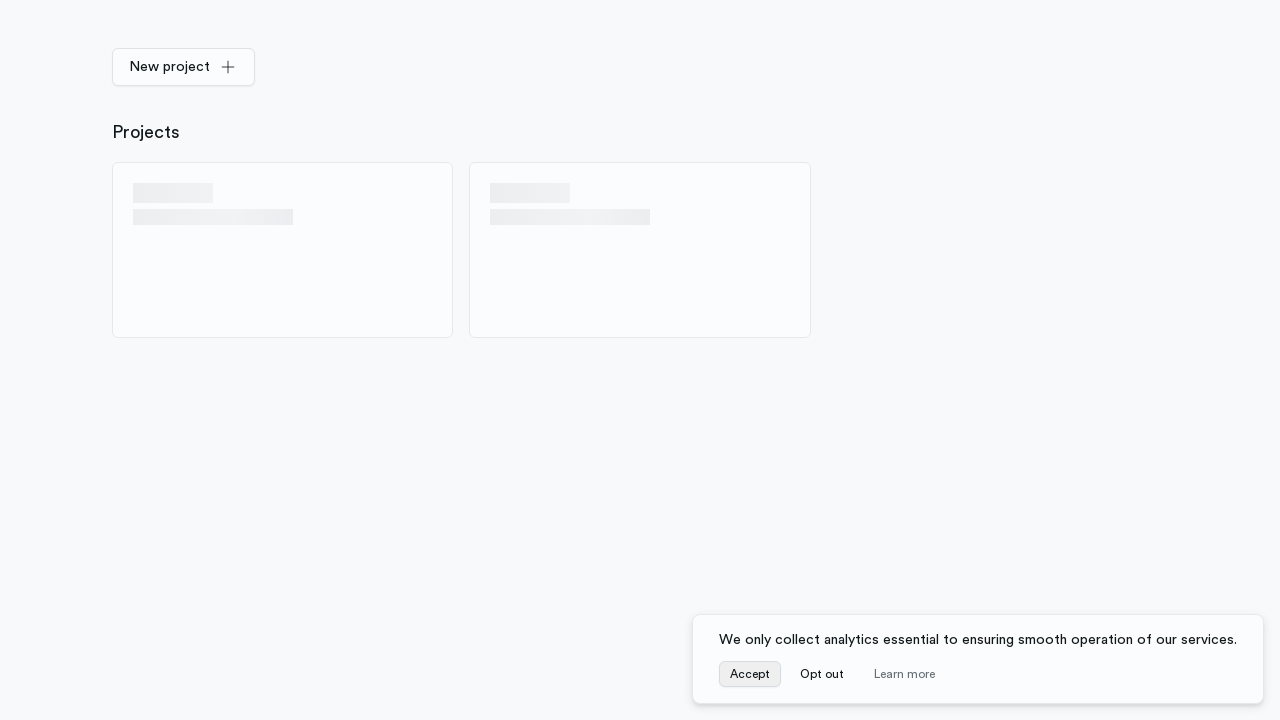 New project
Projects
We only collect analytics essential to ensuring smooth operation of our services.
Accept Opt out Learn more